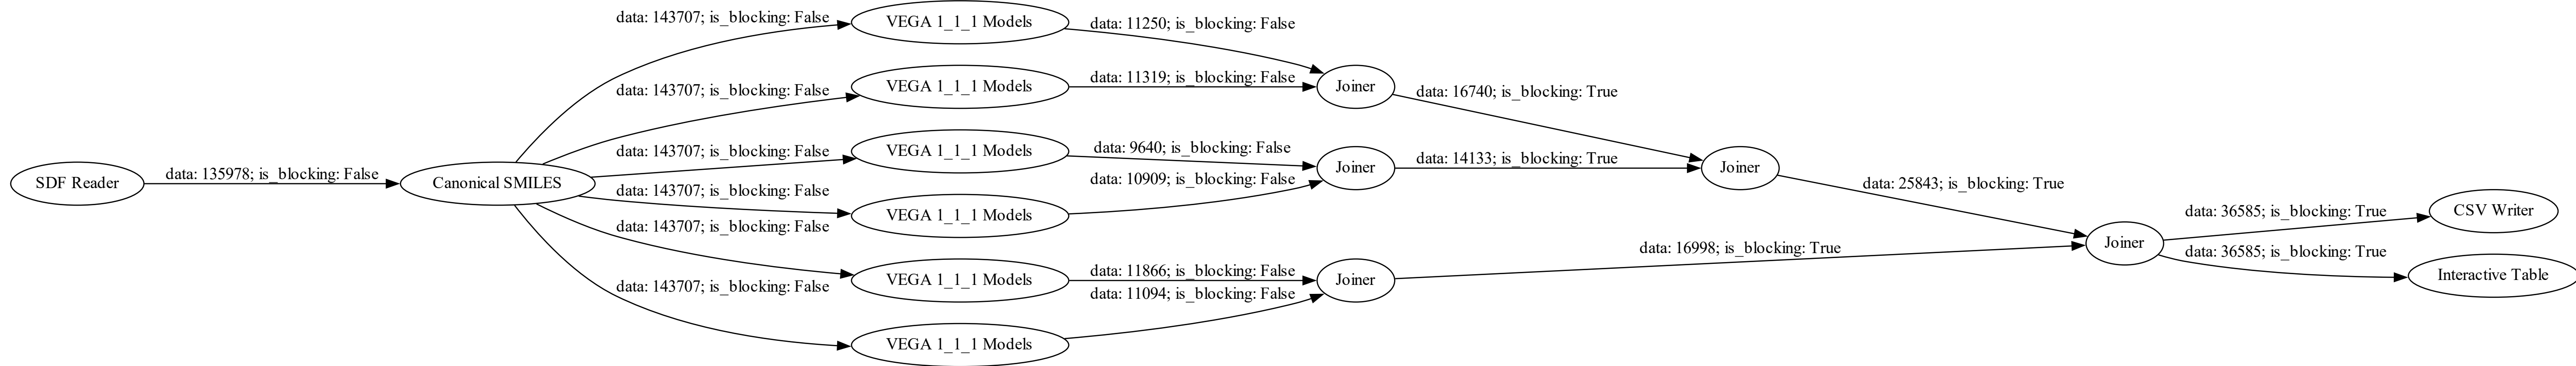 SDF Reader
data: 135978; is_blocking: False
Canonical SMILES
data: 143707; is_blocking: False
data: 143707; is_blocking: False
data: 143707; is_blocking: False
data: 143707; is_blocking: False
data: 143707; is_blocking: False
data: 143707; is_blocking: False
VEGA 1_1_1 Models
VEGA 1_1_1 Models
VEGA 1_1_1 Models
VEGA 1_1_1 Models
VEGA 1_1_1 Models
VEGA 1_1_1 Models
data: 11250; is_blocking: False
data: 11319; is_blocking: False
data: 9640; is_blocking: False
data: 10909; is_blocking: False
data: 11866; is_blocking: False
data: 11094; is_blocking: False
Joiner
Joiner
Joiner
data: 16740; is_blocking: True
data: 14133; is_blocking: True
data: 16998; is_blocking: True
Joiner
data: 25843; is_blocking: True
Joiner
data: 36585; is_blocking: True
data: 36585; is_blocking: True
CSV Writer
Interactive Table